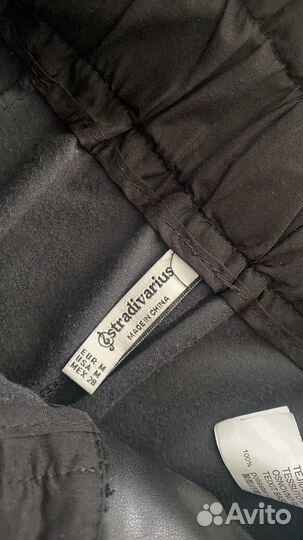 stradivarius
MADE IN CHINA
EUR M
USA M
MEX 28
100%
Avito